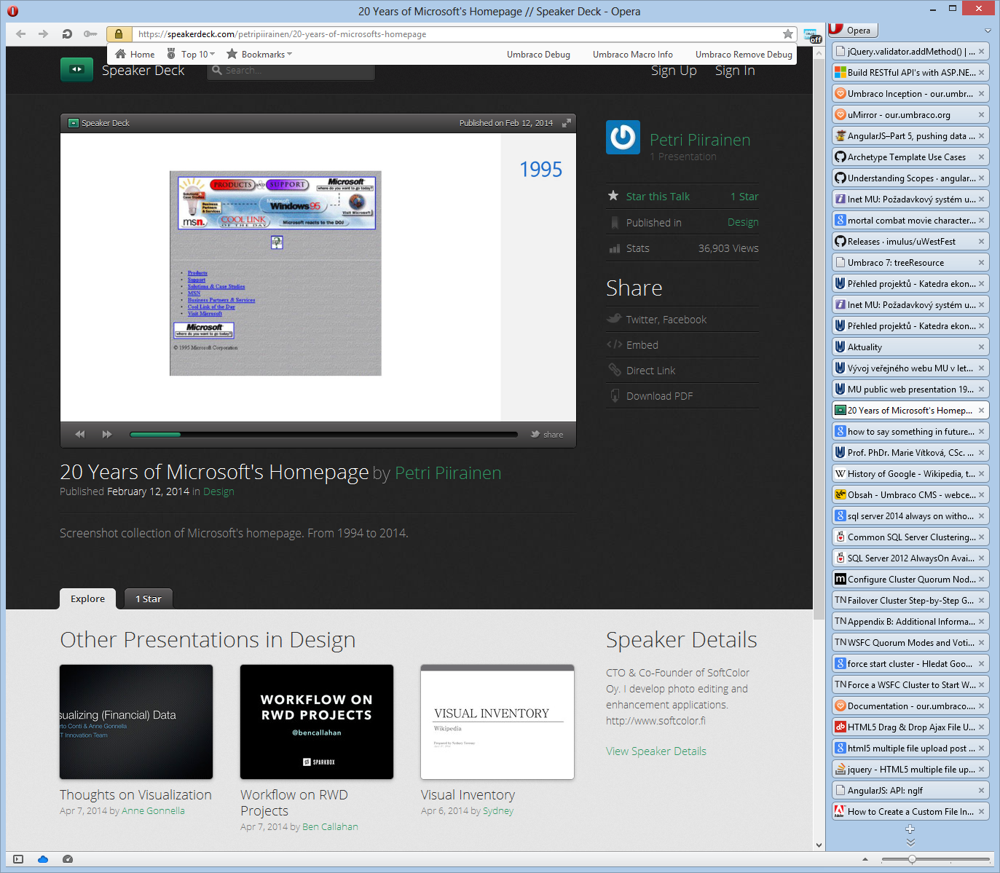 20 Years of Microsoft's Homepage // Speaker Deck - Opera
https://speakerdeck.com/petripiirainen/20-years-of-microsofts-homepage
off
Home
Top 10
Bookmarks
Umbraco Debug
Umbraco Macro Info
Umbraco Remove Debug
Speaker Deck
Search...
Sign Up
Sign In
Speaker Deck
Published on Feb 12, 2014
1995
PRODUCTS AND SUPPORT
Microsoft
where do you want to go today?
Solutions
Case Studies
Business
Partners
& Services
Microsoft
Windows 95
Visit Microsoft
msn.
COOL LINK
OF THE DAY
Microsoft reacts to the DOJ
Products
Support
Solutions & Case Studies
MSN
Business Partners & Services
Cool Link of the Day
Visit Microsoft
Microsoft
where do you want to go today?
© 1995 Microsoft Corporation
share
Petri Piirainen
1 Presentation
Star this Talk
1 Star
Published in
Design
Stats
36,903 Views
Share
Twitter, Facebook
Embed
Direct Link
Download PDF
20 Years of Microsoft's Homepage by Petri Piirainen
Published February 12, 2014 in Design
Screenshot collection of Microsoft's homepage. From 1994 to 2014.
Explore
1 Star
Other Presentations in Design
sualizing (Financial) Data
rto Conti & Anne Gonnella
T Innovation Team
Thoughts on Visualization
Apr 7, 2014 by Anne Gonnella
WORKFLOW ON
RWD PROJECTS
@bencallahan
SPARKBOX
Workflow on RWD
Projects
Apr 7, 2014 by Ben Callahan
VISUAL INVENTORY
Wikipedia
Visual Inventory
Apr 6, 2014 by Sydney
Speaker Details
CTO & Co-Founder of SoftColor
Oy. I develop photo editing and
enhancement applications.
http://www.softcolor.fi
View Speaker Details
Opera
jQuery.validator.addMethod() | ...
Build RESTful API's with ASP.NE...
Umbraco Inception - our.umbr...
uMirror - our.umbraco.org
AngularJS–Part 5, pushing data ...
Archetype Template Use Cases
Understanding Scopes · angular...
Inet MU: Požadavkový systém u...
mortal combat movie character...
Releases · imulus/uWestFest
Umbraco 7: treeResource
Přehled projektů - Katedra ekon...
Inet MU: Požadavkový systém u...
Přehled projektů - Katedra ekon...
Aktuality
Vývoj veřejného webu MU v let...
MU public web presentation 19...
20 Years of Microsoft's Homep...
how to say something in future...
Prof. PhDr. Marie Vítková, CSc. ...
History of Google - Wikipedia, t...
Obsah - Umbraco CMS - webce...
sql server 2014 always on witho...
Common SQL Server Clustering...
SQL Server 2012 AlwaysOn Avai...
Configure Cluster Quorum Nod...
Failover Cluster Step-by-Step G...
Appendix B: Additional Informa...
WSFC Quorum Modes and Voti...
force start cluster - Hledat Goo...
Force a WSFC Cluster to Start W...
Documentation - our.umbraco....
HTML5 Drag & Drop Ajax File U...
html5 multiple file upload post ...
jquery - HTML5 multiple file up...
AngularJS: API: ngIf
How to Create a Custom File In...